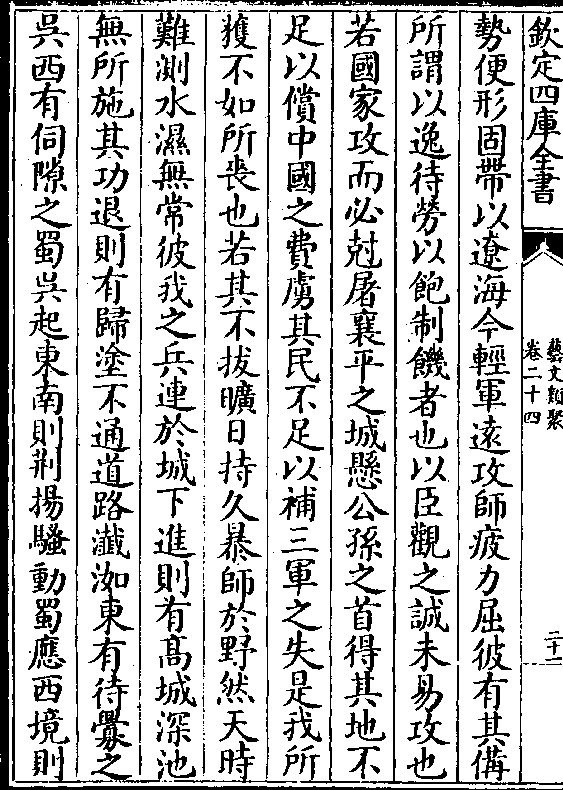 欽定四庫全書
藝文類聚
卷二十四
二十一
勢便形固帶以遼海今輕軍遠攻師疲力屈彼有其備
所謂以逸待勞以飽制饑者也以臣觀之誠未易攻也
若國家攻而必尅屠襄平之城懸公孫之首得其地不
足以償中國之費虜其民不足以補三軍之失是我所
獲不如所喪也若其不拔曠日持久暴師於野然天時
難測水濕無常彼我之兵連於城下進則有高城深池
無所施其功退則有歸塗不通道路瀸洳東有待釁之
吳西有伺隙之蜀吳起東南則荆揚騷動蜀應西境則